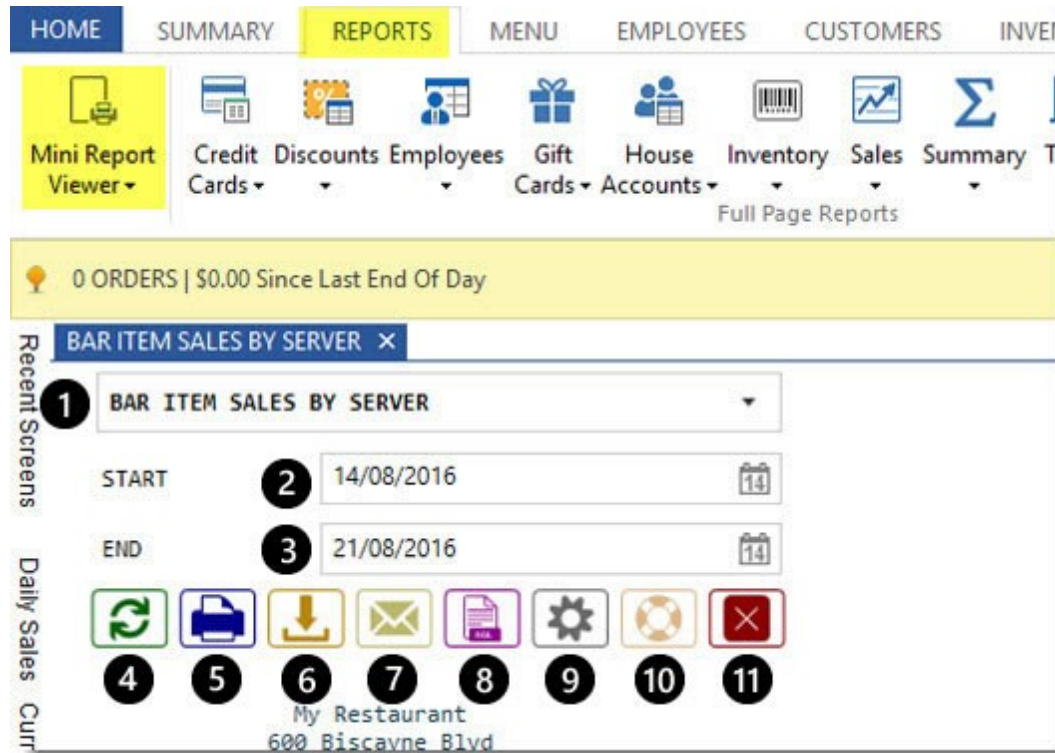 HOME SUMMARY REPORTS MENU EMPLOYEES CUSTOMERS
Mini Report Viewer
Credit Cards
Discounts
Employees
Gift Cards
House Accounts
Inventory
Sales
Summary
Full Page Reports
0 ORDERS | $0.00 Since Last End Of Day
Recent Screens
Daily Sales
BAR ITEM SALES BY SERVER
1 BAR ITEM SALES BY SERVER
START 2 14/08/2016 14
END 3 21/08/2016 14
SQL
4 5 6 7 8 9 10 11
My Restaurant
600 Biscayne Blvd